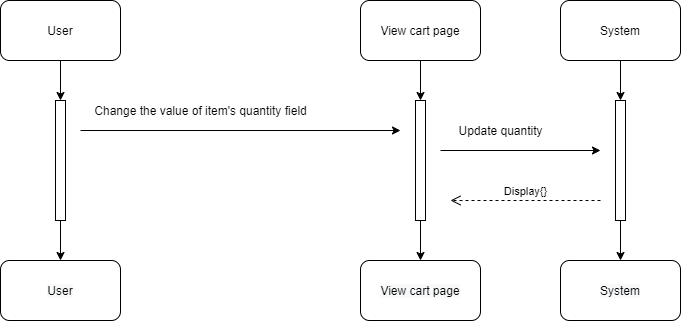 User
View cart page
System
Change the value of item's quantity field
Update quantity
Display{}
User
View cart page
System